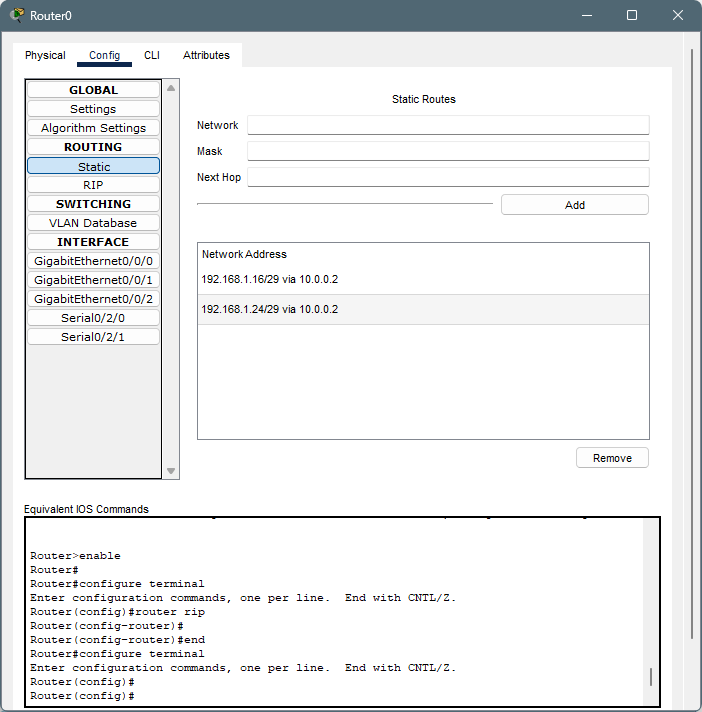 Router0
Physical Config CLI Attributes
GLOBAL
Settings
Algorithm Settings
ROUTING
Static
RIP
SWITCHING
VLAN Database
INTERFACE
GigabitEthernet0/0/0
GigabitEthernet0/0/1
GigabitEthernet0/0/2
Serial0/2/0
Serial0/2/1
Static Routes
Network
Mask
Next Hop
Add
Network Address
192.168.1.16/29 via 10.0.0.2
192.168.1.24/29 via 10.0.0.2
Remove
Equivalent IOS Commands
Router>enable
Router#
Router#configure terminal
Enter configuration commands, one per line.  End with CNTL/Z.
Router(config)#router rip
Router(config-router)#
Router(config-router)#end
Router#configure terminal
Enter configuration commands, one per line.  End with CNTL/Z.
Router(config)#
Router(config)#